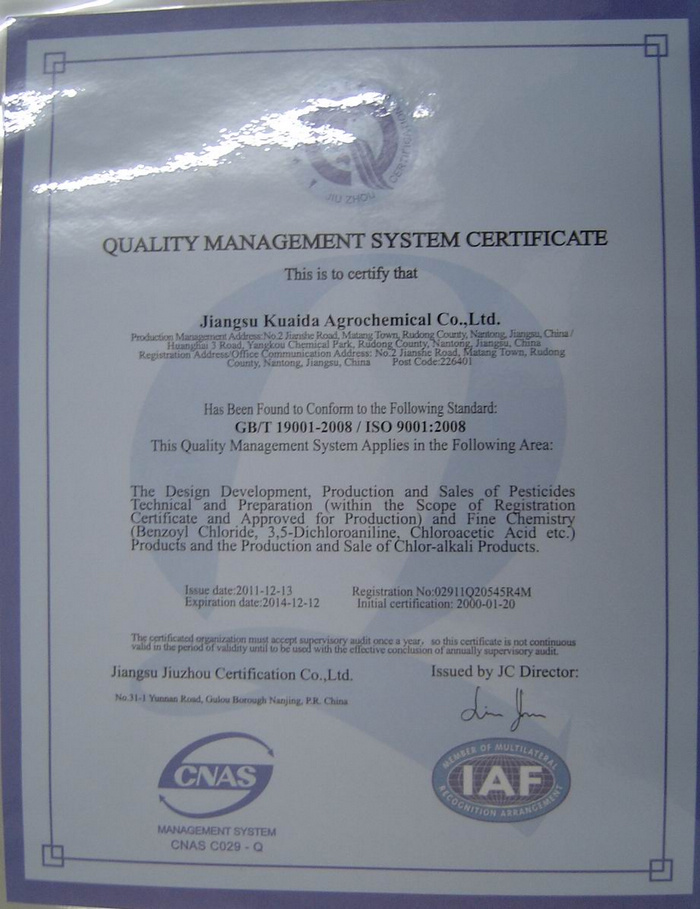 JIU ZHOU
QUALITY MANAGEMENT SYSTEM CERTIFICATE
This is to certify that
Jiangsu Kuaida Agrochemical Co.,Ltd.
Production Management Address:No.2 Jianshe Road, Matang Town, Rudong County, Nantong, Jiangsu, China /
Huanghai 3 Road, Yangkou Chemical Park, Rudong County, Nantong, Jiangsu, China
Registration Address/Office Communication Address: No.2 Jianshe Road, Matang Town, Rudong
County, Nantong, Jiangsu, China Post Code:226401
Has Been Found to Conform to the Following Standard:
GB/T 19001-2008 / ISO 9001:2008
This Quality Management System Applies in the Following Area:
The Design Development, Production and Sales of Pesticides
Technical and Preparation (within the Scope of Registration
Certificate and Approved for Production) and Fine Chemistry
(Benzoyl Chloride, 3,5-Dichloroaniline, Chloroacetic Acid etc.)
Products and the Production and Sale of Chlor-alkali Products.
Issue date:2011-12-13 Registration No:02911Q20545R4M
Expiration date:2014-12-12 Initial certification: 2000-01-20
The certificated organization must accept supervisory audit once a year, so this certificate is not continuous
valid in the period of validity until to be used with the effective conclusion of annually supervisory audit.
Jiangsu Jiuzhou Certification Co.,Ltd. Issued by JC Director:
No.31-1 Yunnan Road, Gulou Borough Nanjing, P.R. China
CNAS
MANAGEMENT SYSTEM
CNAS C029 - Q
MEMBER OF MULTILATERAL
IAF
RECOGNITION ARRANGEMENT